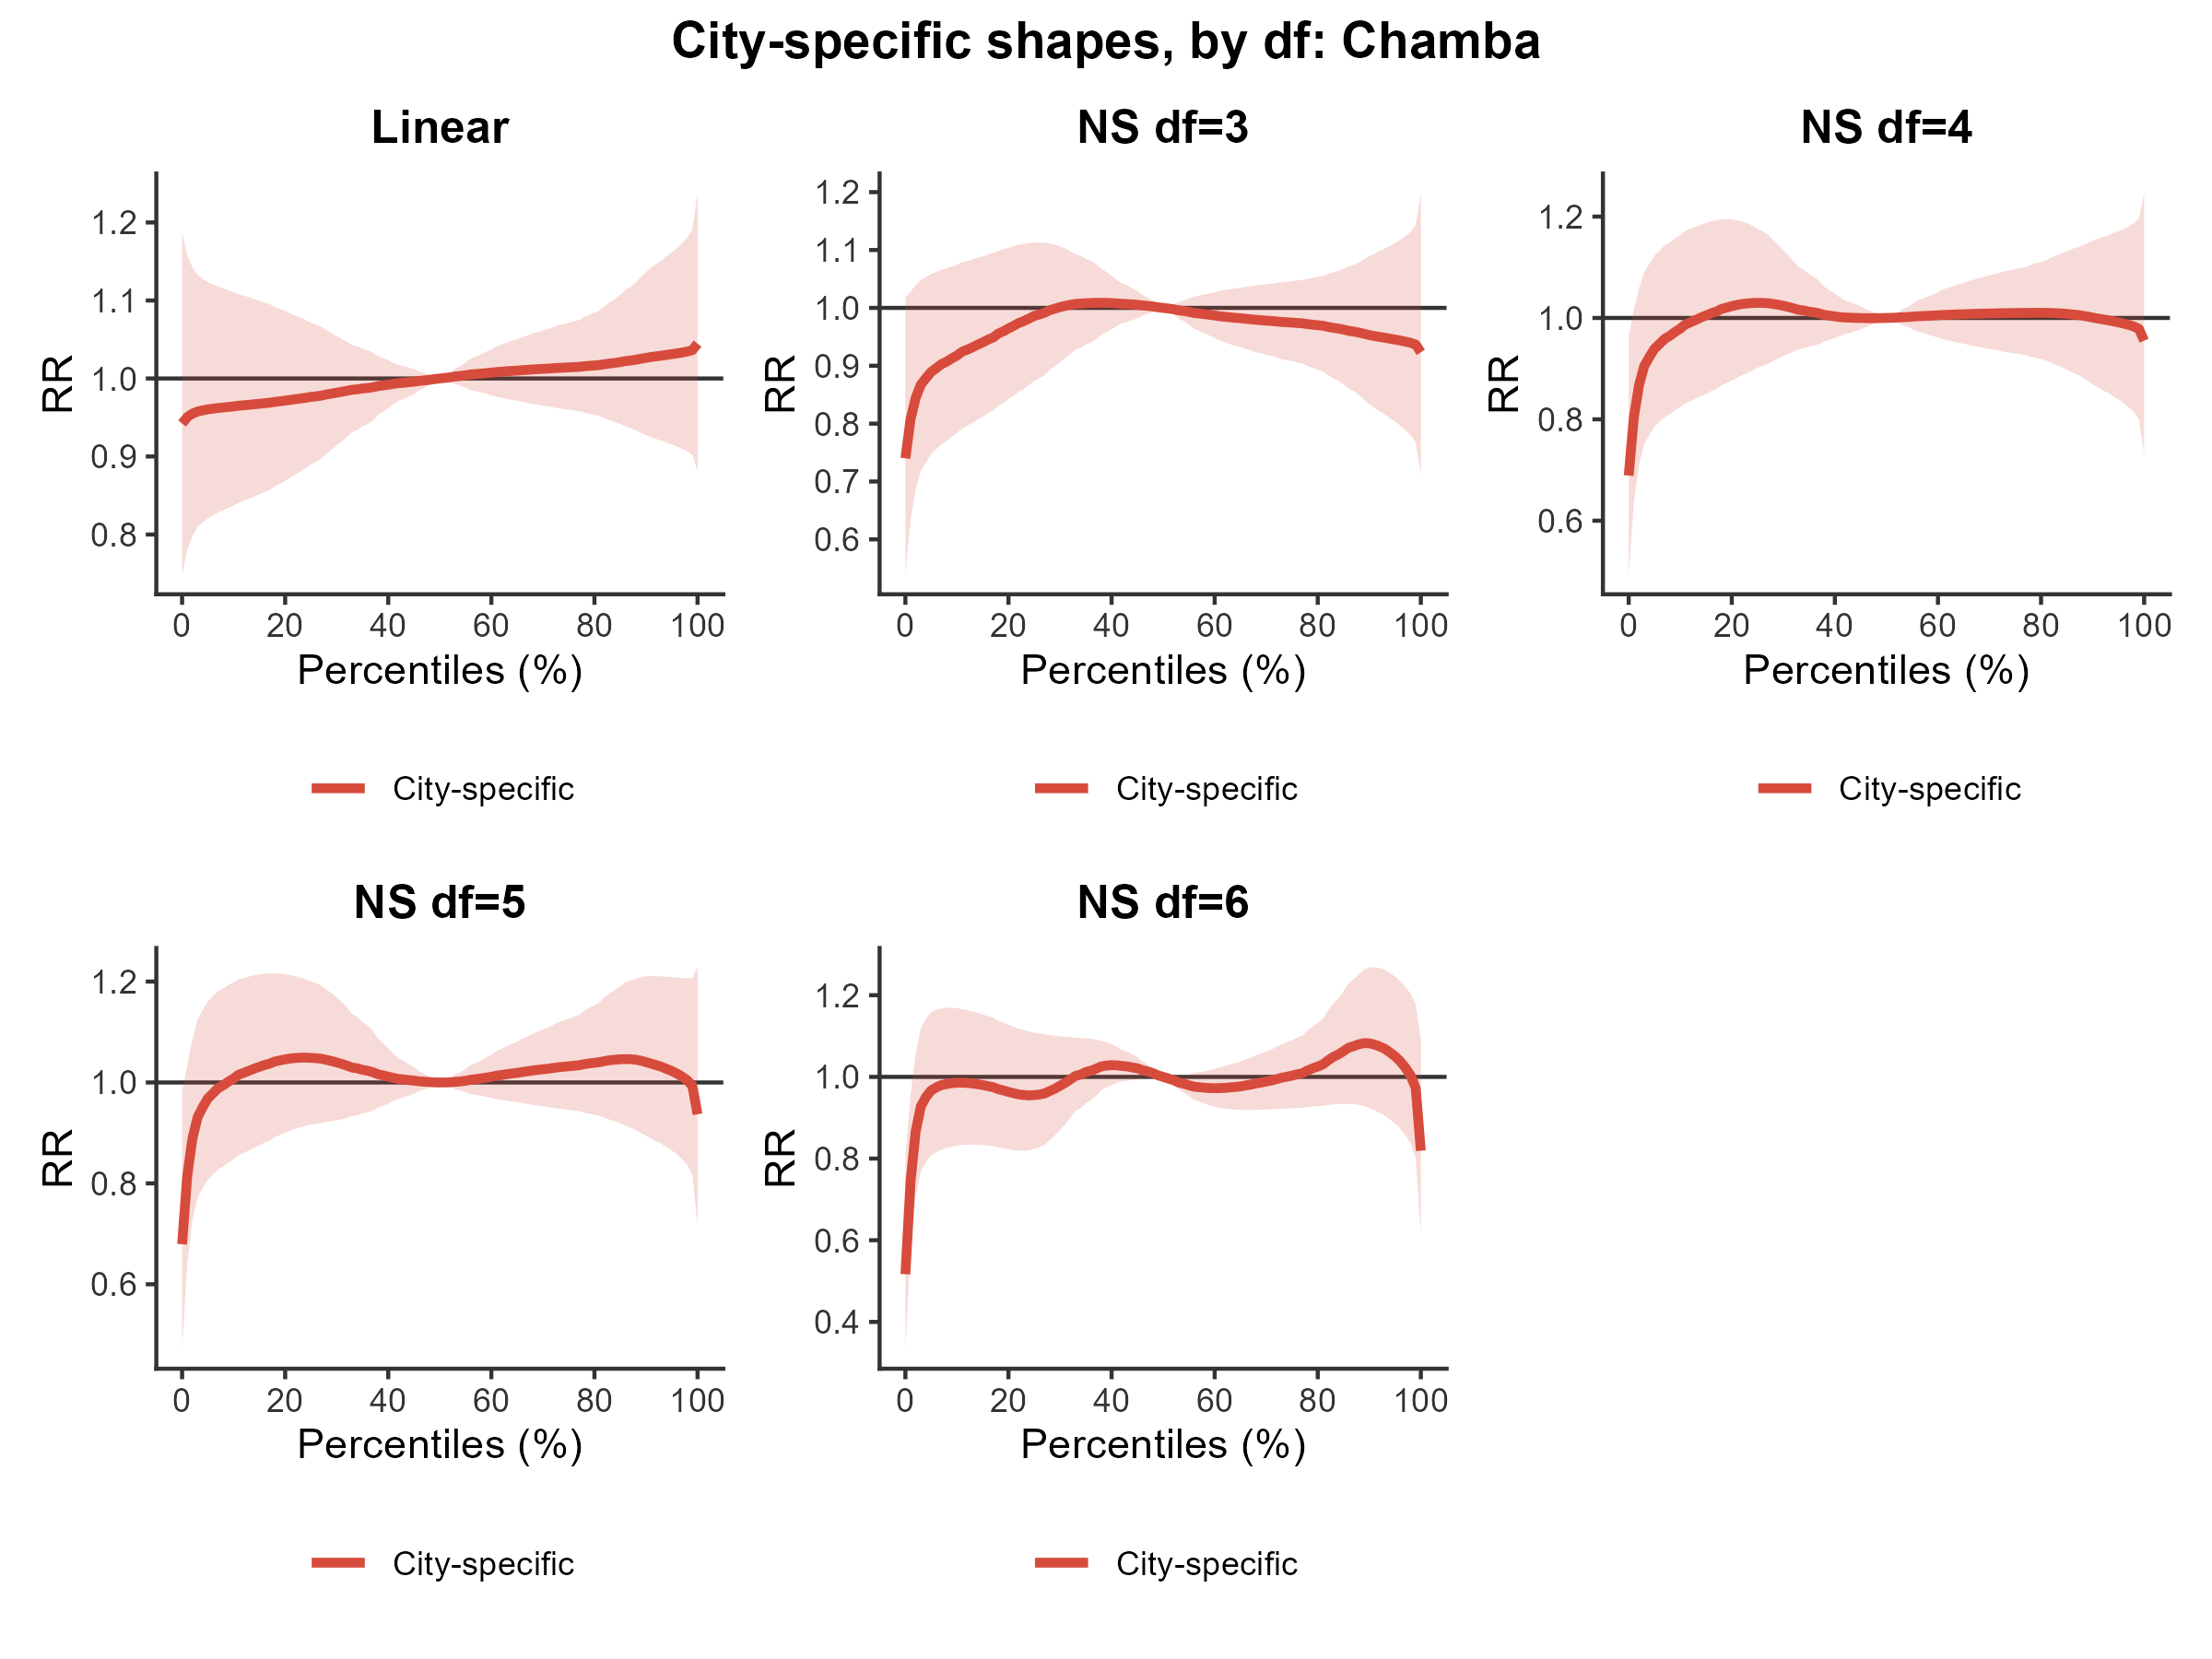 City-specific shapes, by df: Chamba
Linear
NS df=3
NS df=4
RR
1.2
1.1
1.0
0.9
0.8
0 20 40 60 80 100
Percentiles (%)
City-specific
RR
1.2
1.1
1.0
0.9
0.8
0.7
0.6
0 20 40 60 80 100
Percentiles (%)
City-specific
RR
1.2
1.0
0.8
0.6
0 20 40 60 80 100
Percentiles (%)
City-specific
NS df=5
NS df=6
RR
1.2
1.0
0.8
0.6
0 20 40 60 80 100
Percentiles (%)
City-specific
RR
1.2
1.0
0.8
0.6
0.4
0 20 40 60 80 100
Percentiles (%)
City-specific